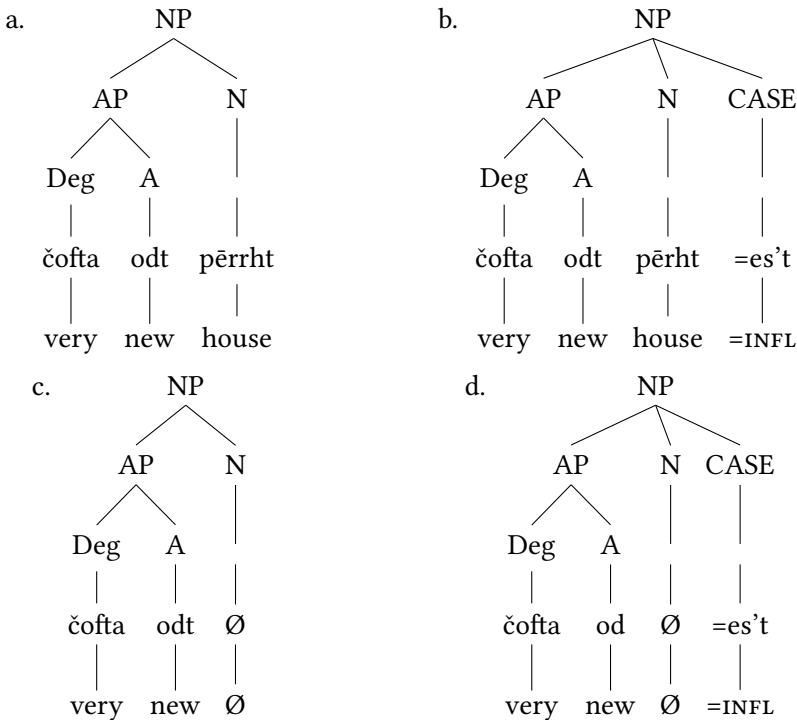 a. NP b. NP
AP N AP N CASE
Deg A Deg A
čofta odt pērrht čofta odt pērht =es’t
very new house very new house =INFL
c. NP d. NP
AP N AP N CASE
Deg A Deg A
čofta odt Ø čofta od Ø =es’t
very new Ø very new Ø =INFL